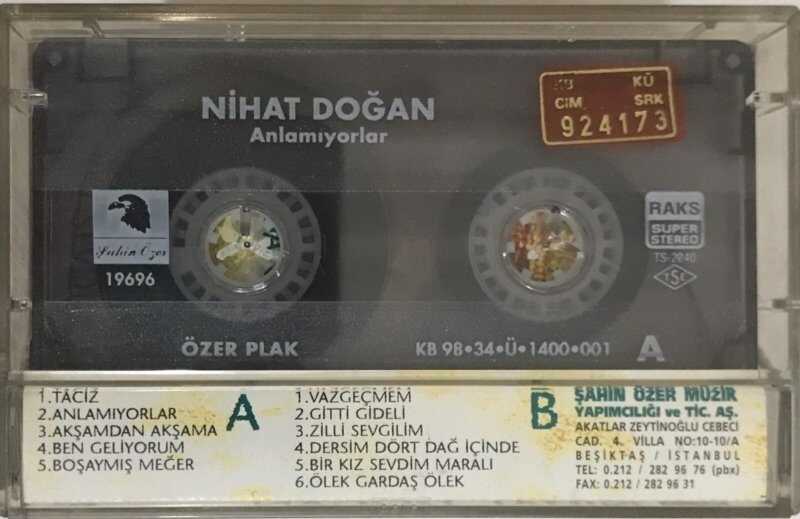 NİHAT DOĞAN
Anlamıyorlar
KB KÜ
CIM SRK
924173
Şahin Özer
19696
RAKS
SUPER
STEREO
TS-2040
TSE
ÖZER PLAK
KB 98•34•Ü•1400•001
A
1.TACİZ
2.ANLAMIYORLAR
3.AKŞAMDAN AKŞAMA
4.BEN GELİYORUM
5.BOŞAYMIŞ MEĞER
A
1.VAZGEÇMEM
2.GİTTİ GİDELİ
3.ZİLLİ SEVGİLİM
4.DERSİM DÖRT DAĞ İÇİNDE
5.BİR KIZ SEVDİM MARALI
6.ÖLEK GARDAŞ ÖLEK
B
ŞAHİN ÖZER MÜZİK
YAPIMCILIĞI ve TİC. AŞ.
AKATLAR ZEYTİNOĞLU CEBECİ
CAD. 4. VILLA NO:10-10/A
BEŞİKTAŞ / İSTANBUL
TEL: 0.212 / 282 96 76 (pbx)
FAX: 0.212 / 282 96 31